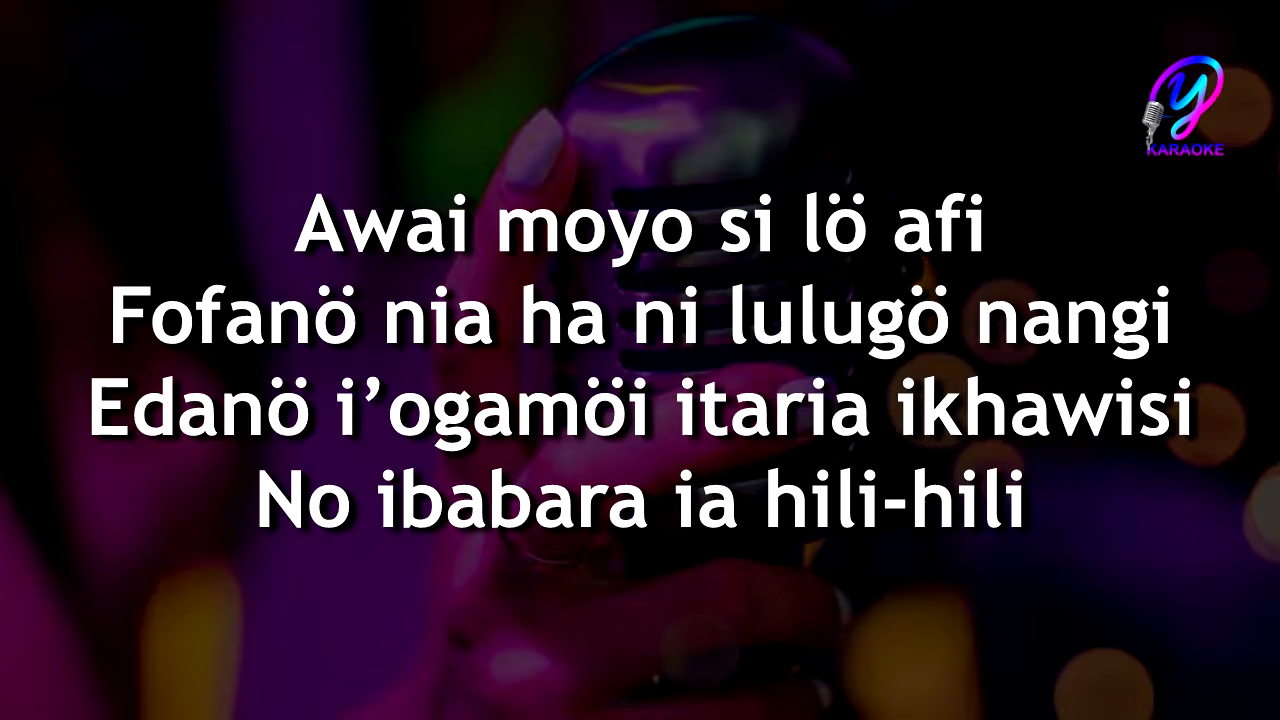 KARAOKE
Awai moyo si lö afi
Fofanö nia ha ni lulugö nangi
Edanö i’ogamöi itaria ikhawisi
No ibabara ia hili-hili